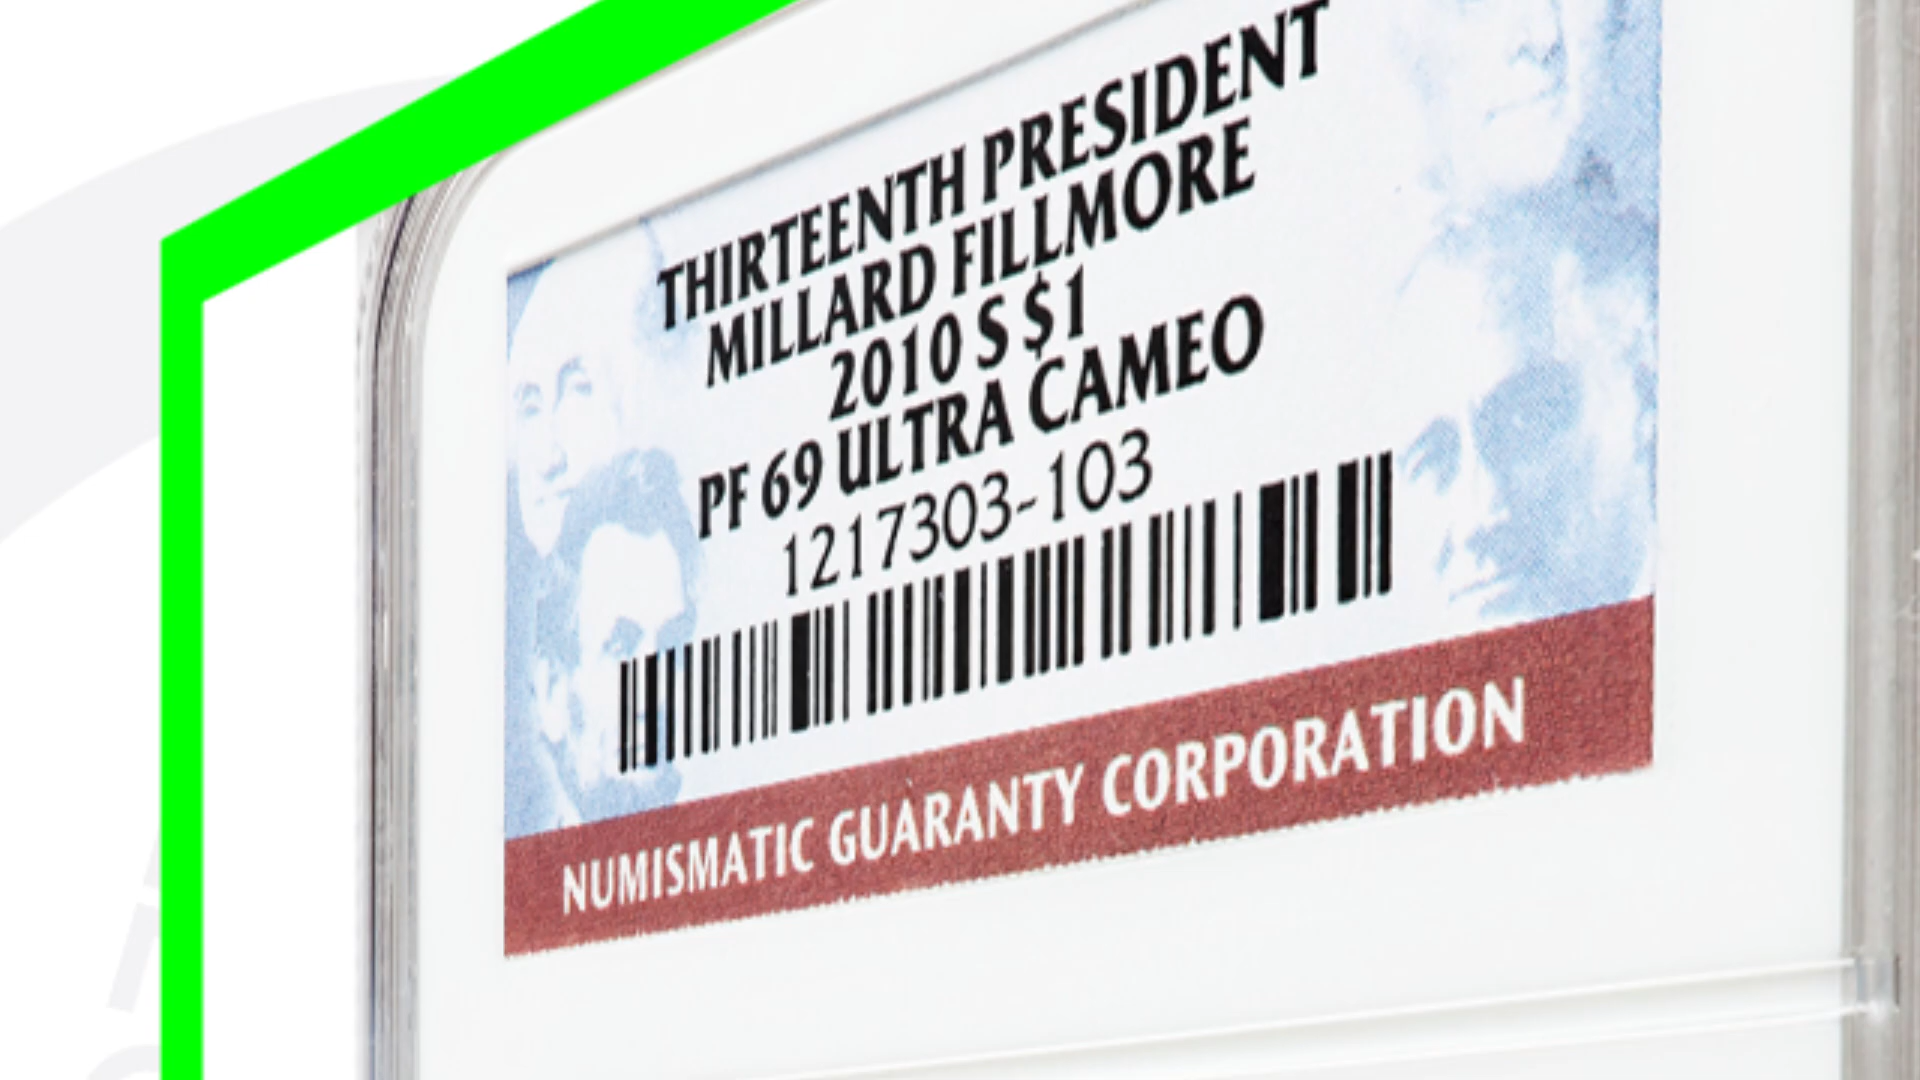 THIRTEENTH PRESIDENT
MILLARD FILLMORE
2010 S $1
PF 69 ULTRA CAMEO
1217303-103
NUMISMATIC GUARANTY CORPORATION